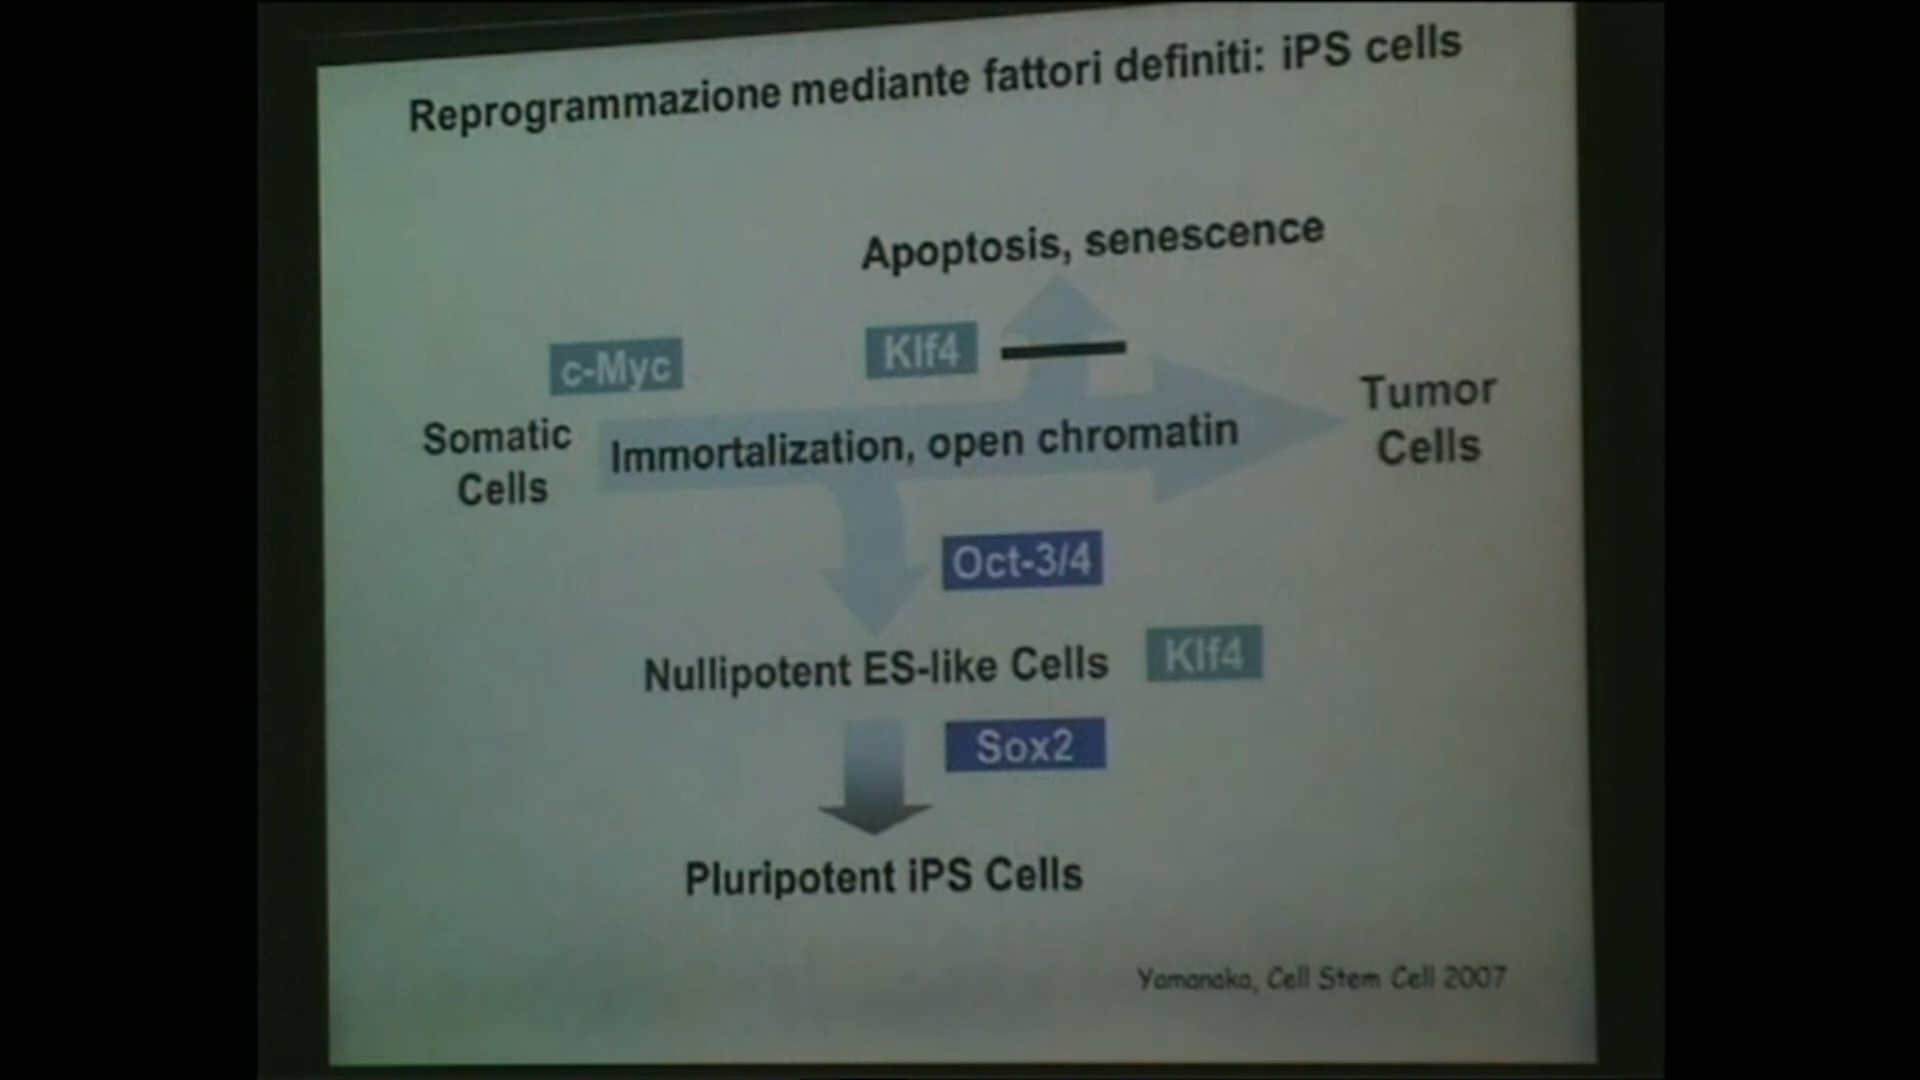 Reprogrammazione mediante fattori definiti: iPS cells
Apoptosis, senescence
c-Myc
Klf4
Somatic
Cells
Immortalization, open chromatin
Tumor
Cells
Oct-3/4
Nullipotent ES-like Cells
Klf4
Sox2
Pluripotent iPS Cells
Yamanaka, Cell Stem Cell 2007